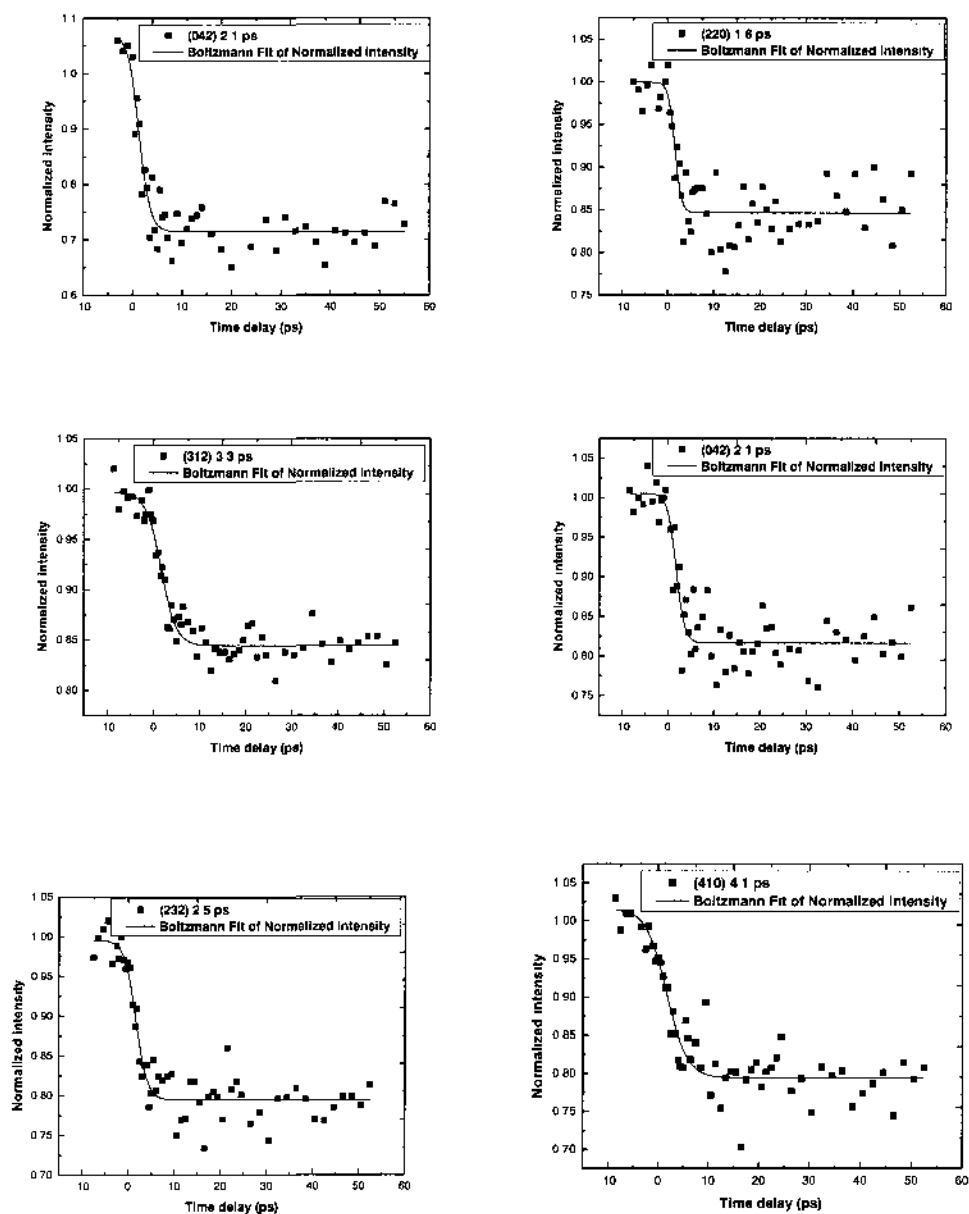 (042) 2 1 ps
Boltzmann Fit of Normalized Intensity
Normalized intensity
1.1
1.0
0.9
0.8
0.7
0.6
10 0 10 20 30 40 50 60
Time delay (ps)
(220) 1 6 ps
Boltzmann Fit of Normalized Intensity
Normalized intensity
1.00
0.95
0.90
0.85
0.80
0.75
10 0 10 20 30 40 50 60
Time delay (ps)
(312) 3 3 ps
Boltzmann Fit of Normalized Intensity
Normalized intensity
1.05
1.00
0.95
0.90
0.85
0.80
10 0 10 20 30 40 50 60
Time delay (ps)
(042) 2 1 ps
Boltzmann Fit of Normalized Intensity
Normalized intensity
1.05
1.00
0.95
0.90
0.85
0.80
0.75
10 0 10 20 30 40 50 60
Time delay (ps)
(232) 2 5 ps
Boltzmann Fit of Normalized Intensity
Normalized intensity
1.05
1.00
0.95
0.90
0.85
0.80
0.75
0.70
10 0 10 20 30 40 50 60
Time delay (ps)
(410) 4 1 ps
Boltzmann Fit of Normalized Intensity
Normalized intensity
1.05
1.00
0.95
0.90
0.85
0.80
0.75
0.70
10 0 10 20 30 40 50 60
Time delay (ps)